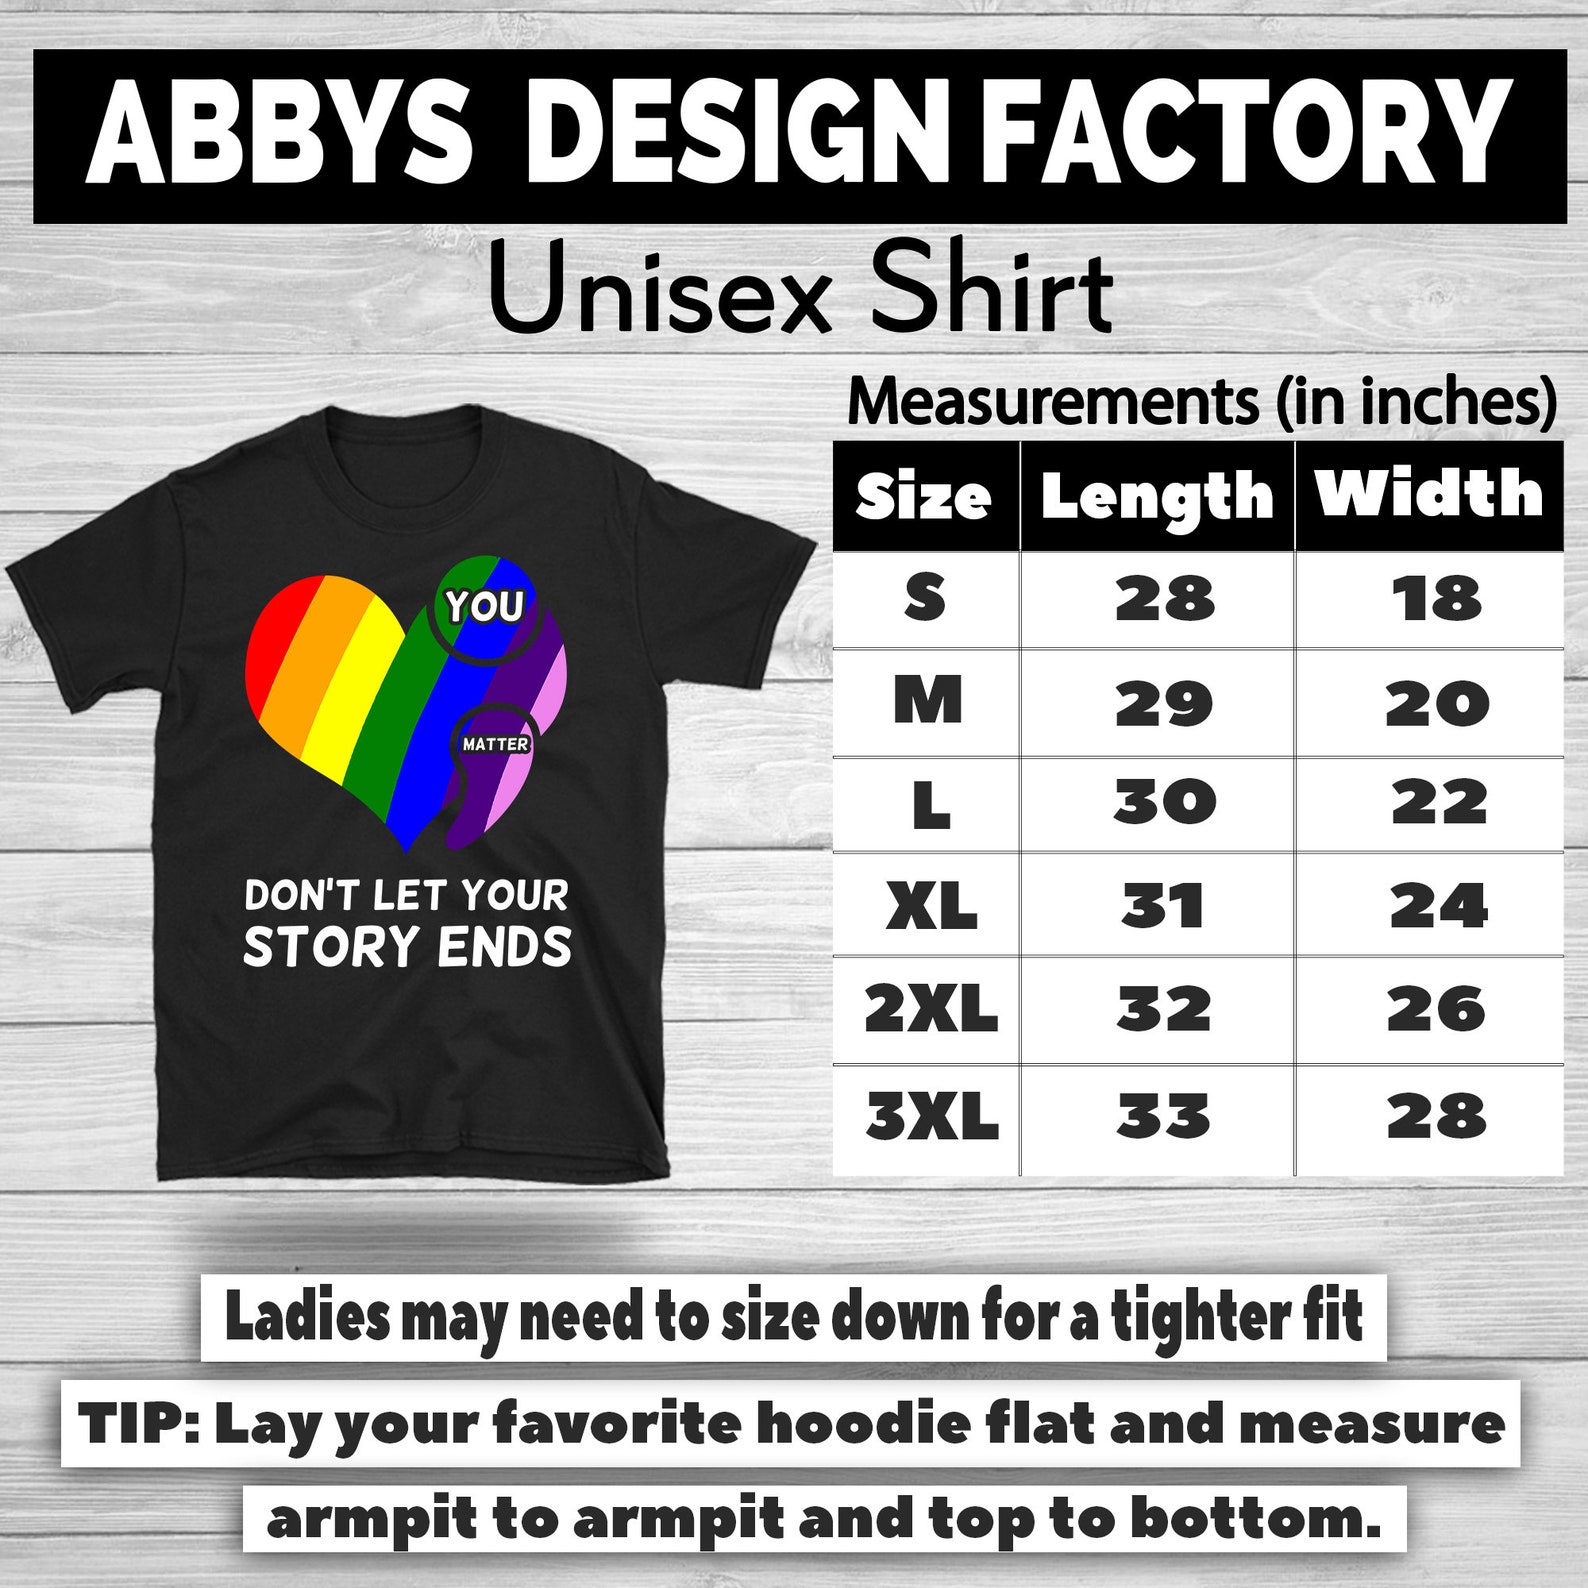 ABBYS DESIGN FACTORY
Unisex Shirt
YOU
MATTER
DON'T LET YOUR
STORY ENDS
Measurements (in inches)
Size Length Width
S 28 18
M 29 20
L 30 22
XL 31 24
2XL 32 26
3XL 33 28
Ladies may need to size down for a tighter fit
TIP: Lay your favorite hoodie flat and measure
armpit to armpit and top to bottom.